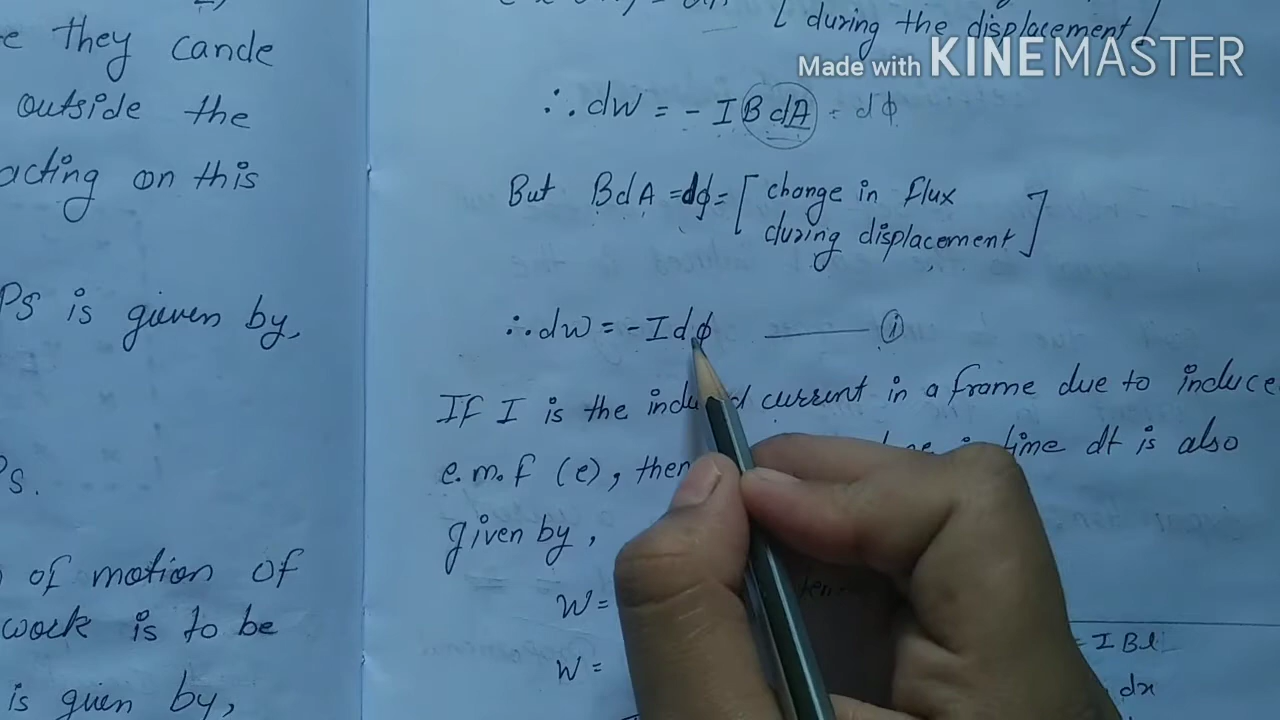 e they cande
outside the
acting on this
PS is given by,
PS.
of motion of
work is to be
is given by,
[during the displacement]
Made with KINEMASTER
∴ dW = - I BdA = dϕ
But BdA = dϕ = [change in flux
during displacement]
∴ dw = - I dϕ ——— ①
If I is the induced current in a frame due to induce
e.m.f (e), then time dt is also
given by,
W =
W =
= I Bl
dx